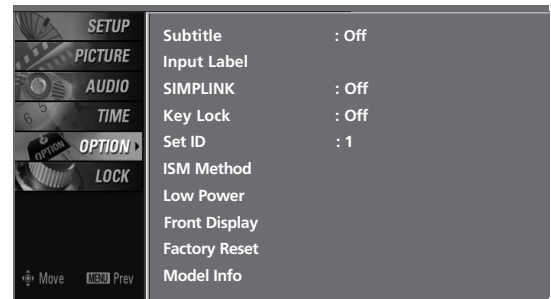 SETUP
PICTURE
AUDIO
TIME
OPTION
LOCK
Move MENU Prev
Subtitle : Off
Input Label
SIMPLINK : Off
Key Lock : Off
Set ID : 1
ISM Method
Low Power
Front Display
Factory Reset
Model Info